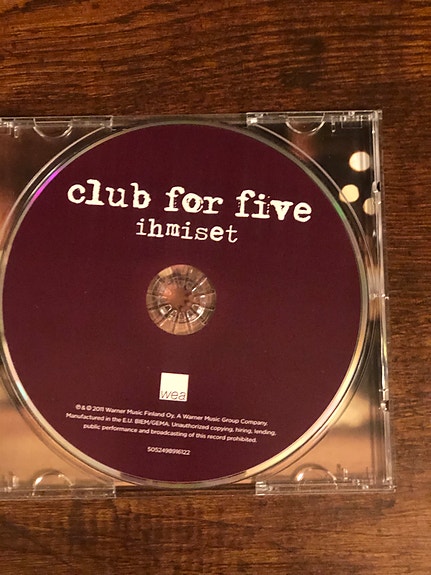 club for five
ihmiset
wea
℗ & © 2011 Warner Music Finland Oy, A Warner Music Group Company.
Manufactured in the E.U. BIEM/GEMA. Unauthorized copying, hiring, lending,
public performance and broadcasting of this record prohibited.
5052498916122